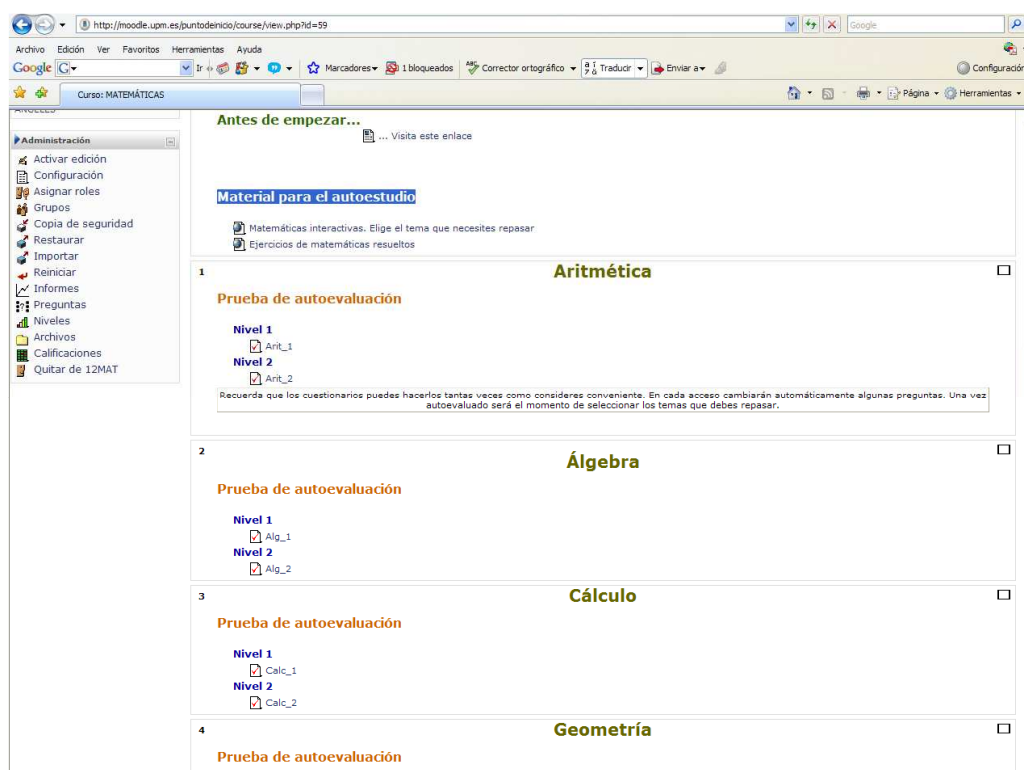 http://moodle.upm.es/puntodeinicio/course/view.php?id=59
Google
Archivo Edición Ver Favoritos Herramientas Ayuda
Google G Ir Marcadores 1 bloqueados Corrector ortográfico Traducir Enviar a Configuración
Curso: MATEMÁTICAS Página Herramientas
Antes de empezar...
... Visita este enlace
Material para el autoestudio
Matemáticas interactivas. Elige el tema que necesites repasar
Ejercicios de matemáticas resueltos
Administración
Activar edición
Configuración
Asignar roles
Grupos
Copia de seguridad
Restaurar
Importar
Reiniciar
Informes
Preguntas
Niveles
Archivos
Calificaciones
Quitar de 12MAT
1 Aritmética
Prueba de autoevaluación
Nivel 1
Arit_1
Nivel 2
Arit_2
Recuerda que los cuestionarios puedes hacerlos tantas veces como consideres conveniente. En cada acceso cambiarán automáticamente algunas preguntas. Una vez
autoevaluado será el momento de seleccionar los temas que debes repasar.
2 Álgebra
Prueba de autoevaluación
Nivel 1
Alg_1
Nivel 2
Alg_2
3 Cálculo
Prueba de autoevaluación
Nivel 1
Calc_1
Nivel 2
Calc_2
4 Geometría
Prueba de autoevaluación